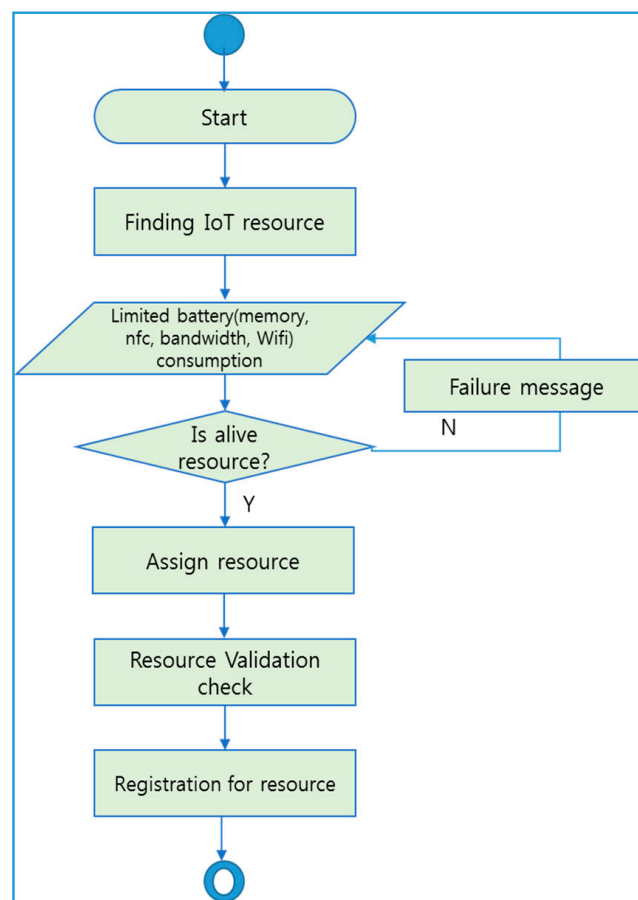 Start
Finding IoT resource
Limited battery(memory,
nfc, bandwidth, Wifi)
consumption
Failure message
Is alive
resource?
N
Y
Assign resource
Resource Validation
check
Registration for resource